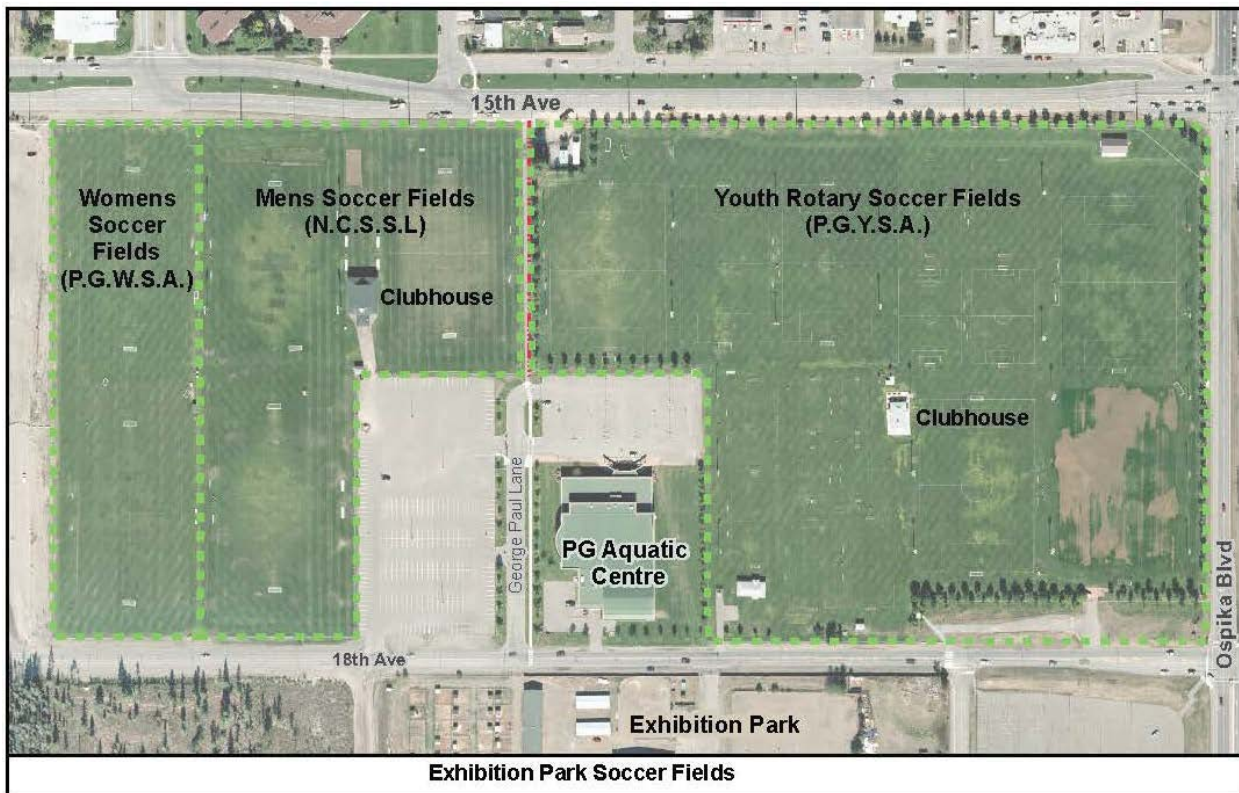 15th Ave
Womens
Soccer
Fields
(P.G.W.S.A.)
Mens Soccer Fields
(N.C.S.S.L)
Clubhouse
Youth Rotary Soccer Fields
(P.G.Y.S.A.)
Clubhouse
George Paul Lane
PG Aquatic
Centre
Ospika Blvd
18th Ave
Exhibition Park
Exhibition Park Soccer Fields